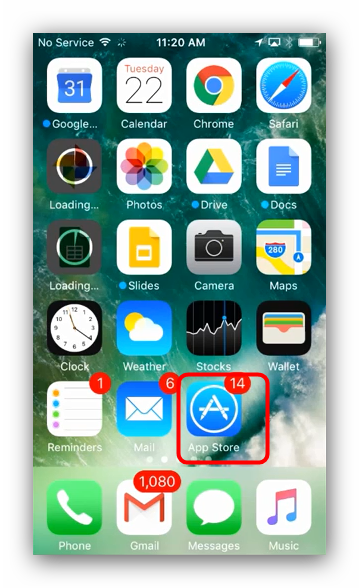 No Service 11:20 AM
31 Tuesday 22
Google... Calendar Chrome Safari
Loading... Photos Drive Docs
280
Loading... Slides Camera Maps
Clock Weather Stocks Wallet
1 6 14
Reminders Mail App Store
1,080
Phone Gmail Messages Music